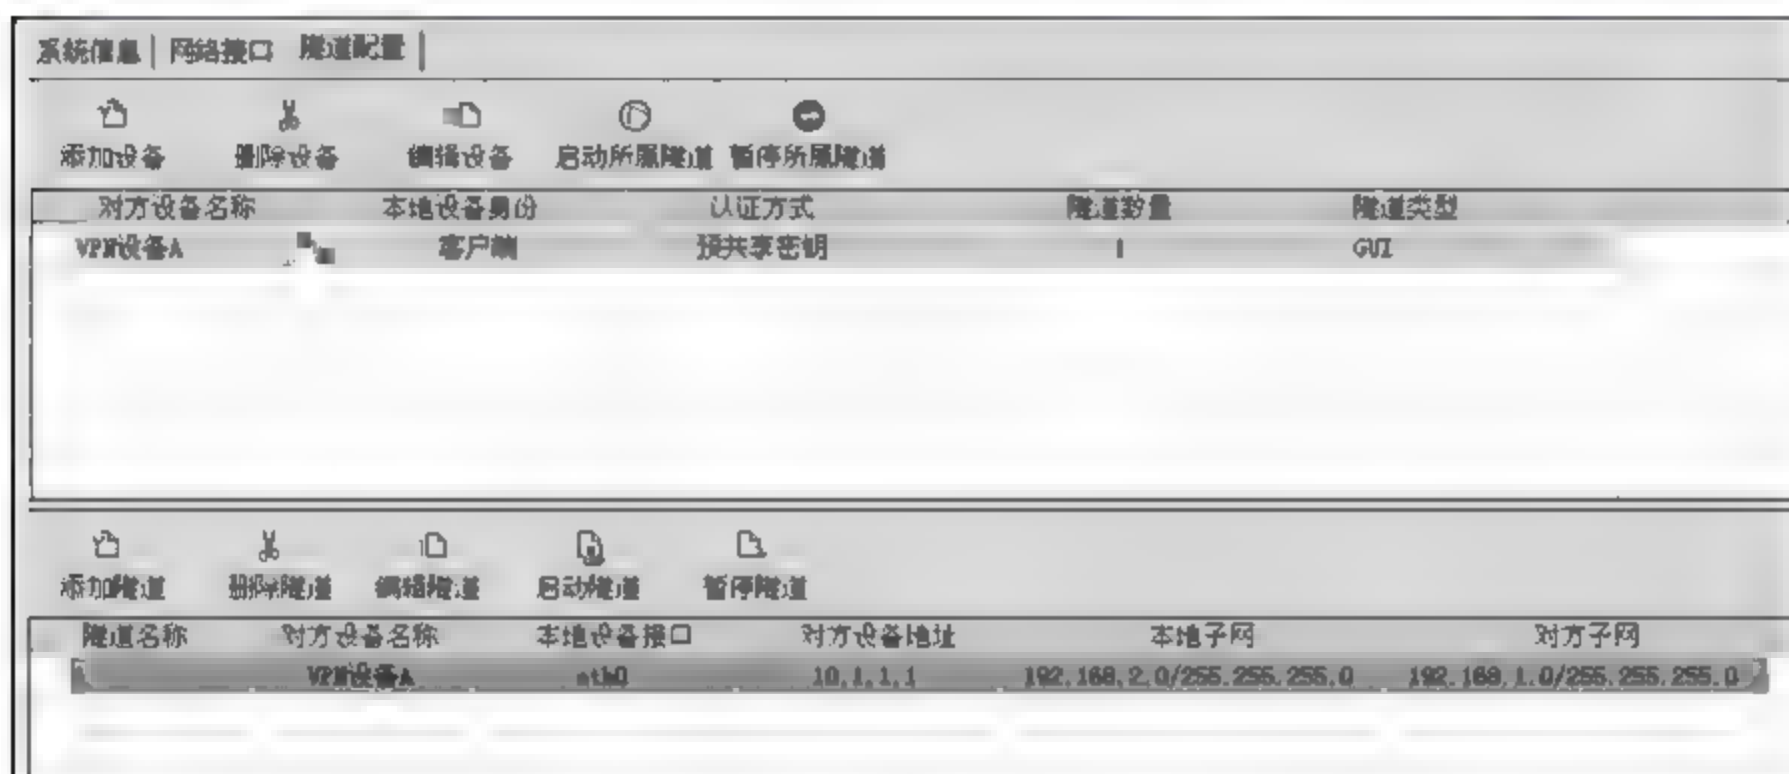 系统信息 网络接口 隧道配置
添加设备 删除设备 编辑设备 启动所属隧道 暂停所属隧道
对方设备名称 本地设备身份 认证方式 隧道数量 隧道类型
VPN设备A 客户端 预共享密钥 1 GUI
添加隧道 删除隧道 编辑隧道 启动隧道 暂停隧道
隧道名称 对方设备名称 本地设备接口 对方设备地址 本地子网 对方子网
VPN设备A eth0 10.1.1.1 192.168.2.0/255.255.255.0 192.168.1.0/255.255.255.0